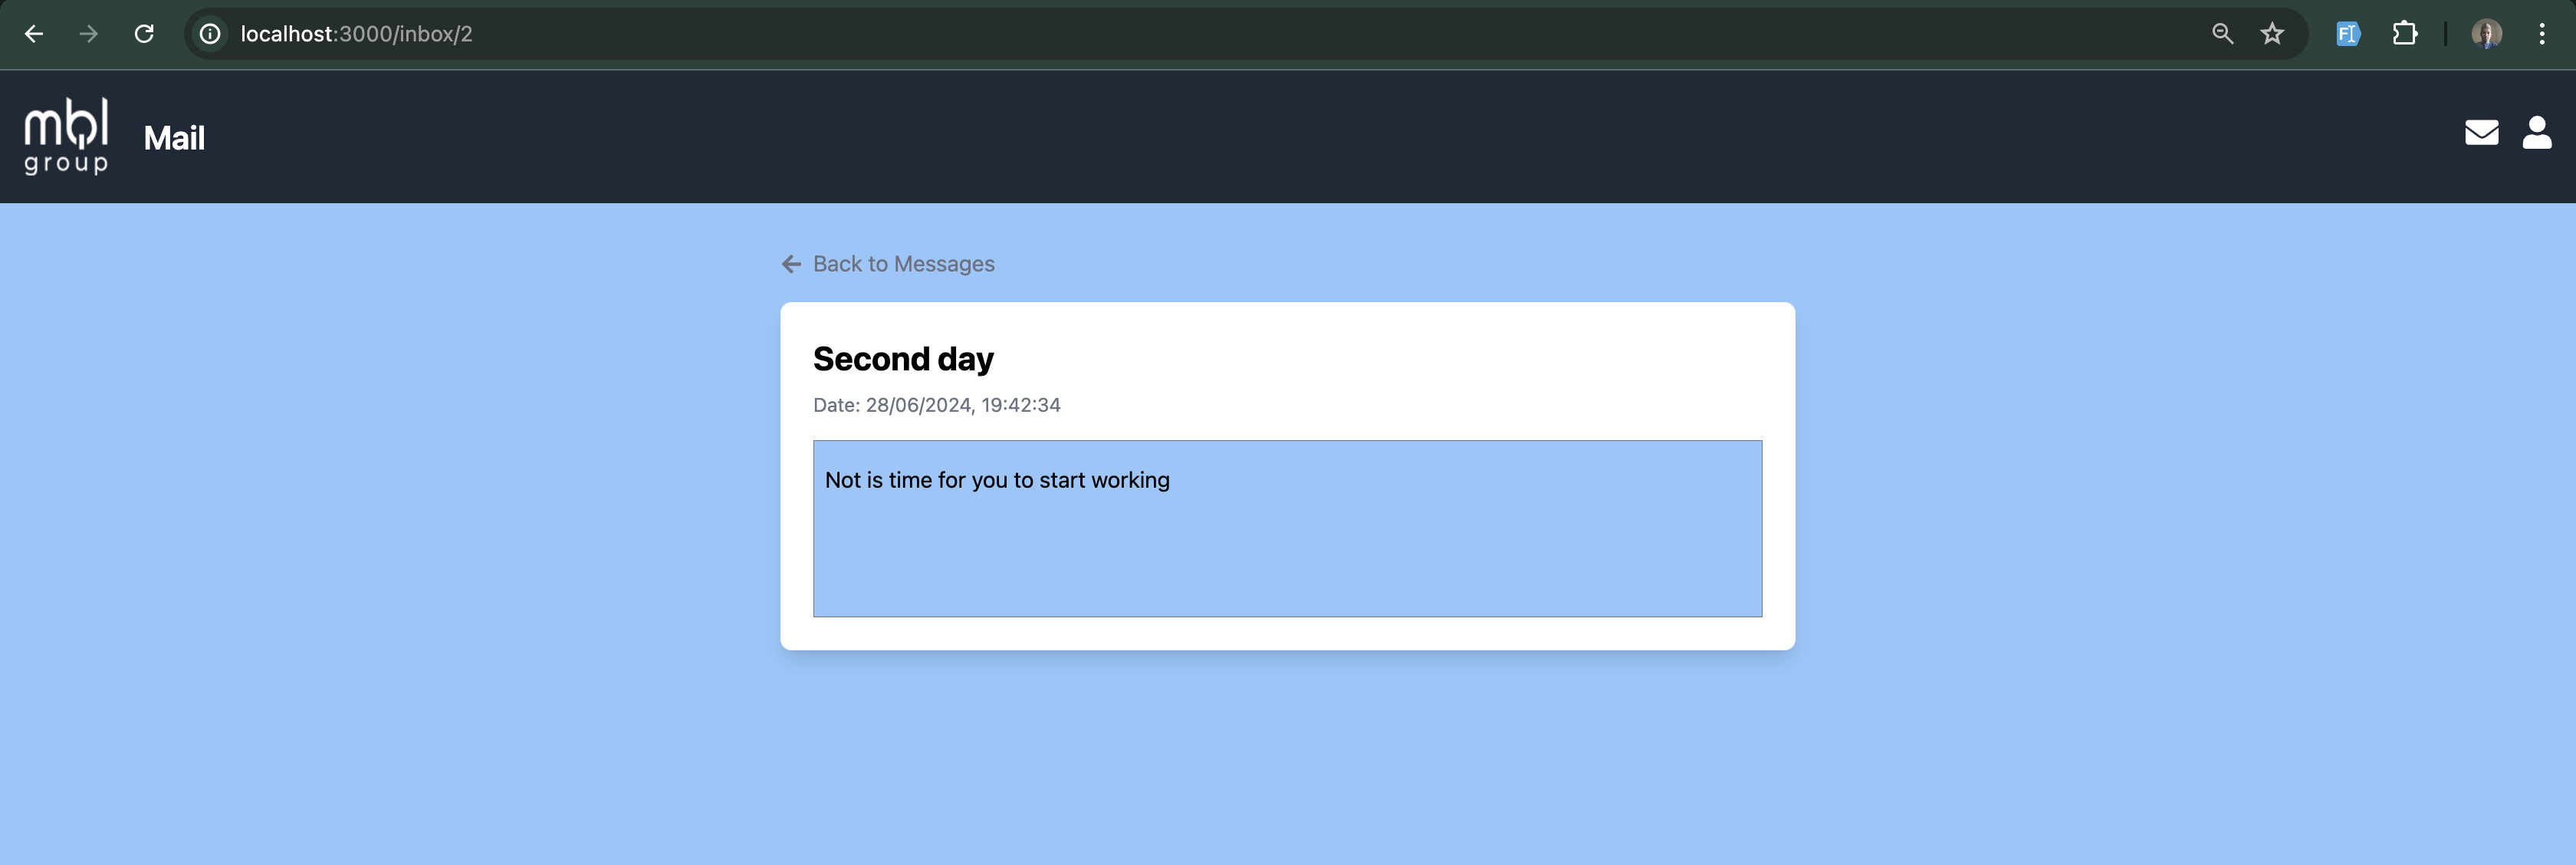 localhost:3000/inbox/2
mbl
group
Mail
Back to Messages
Second day
Date: 28/06/2024, 19:42:34
Not is time for you to start working